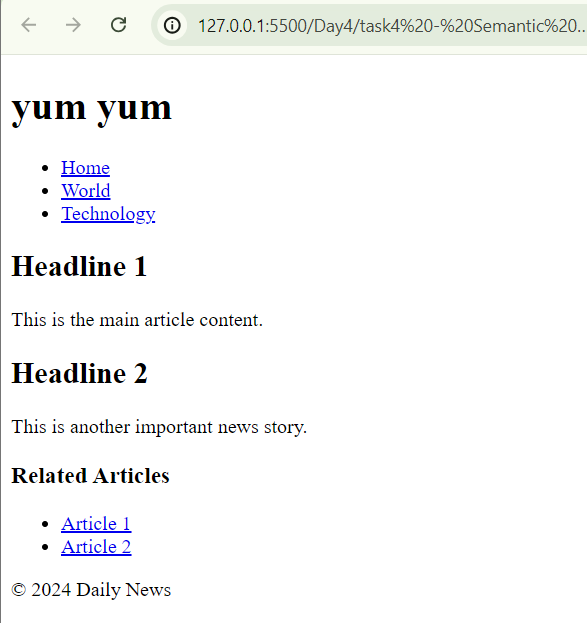 127.0.0.1:5500/Day4/task4%20-%20Semantic%20...
yum yum
Home
World
Technology
Headline 1
This is the main article content.
Headline 2
This is another important news story.
Related Articles
Article 1
Article 2
© 2024 Daily News